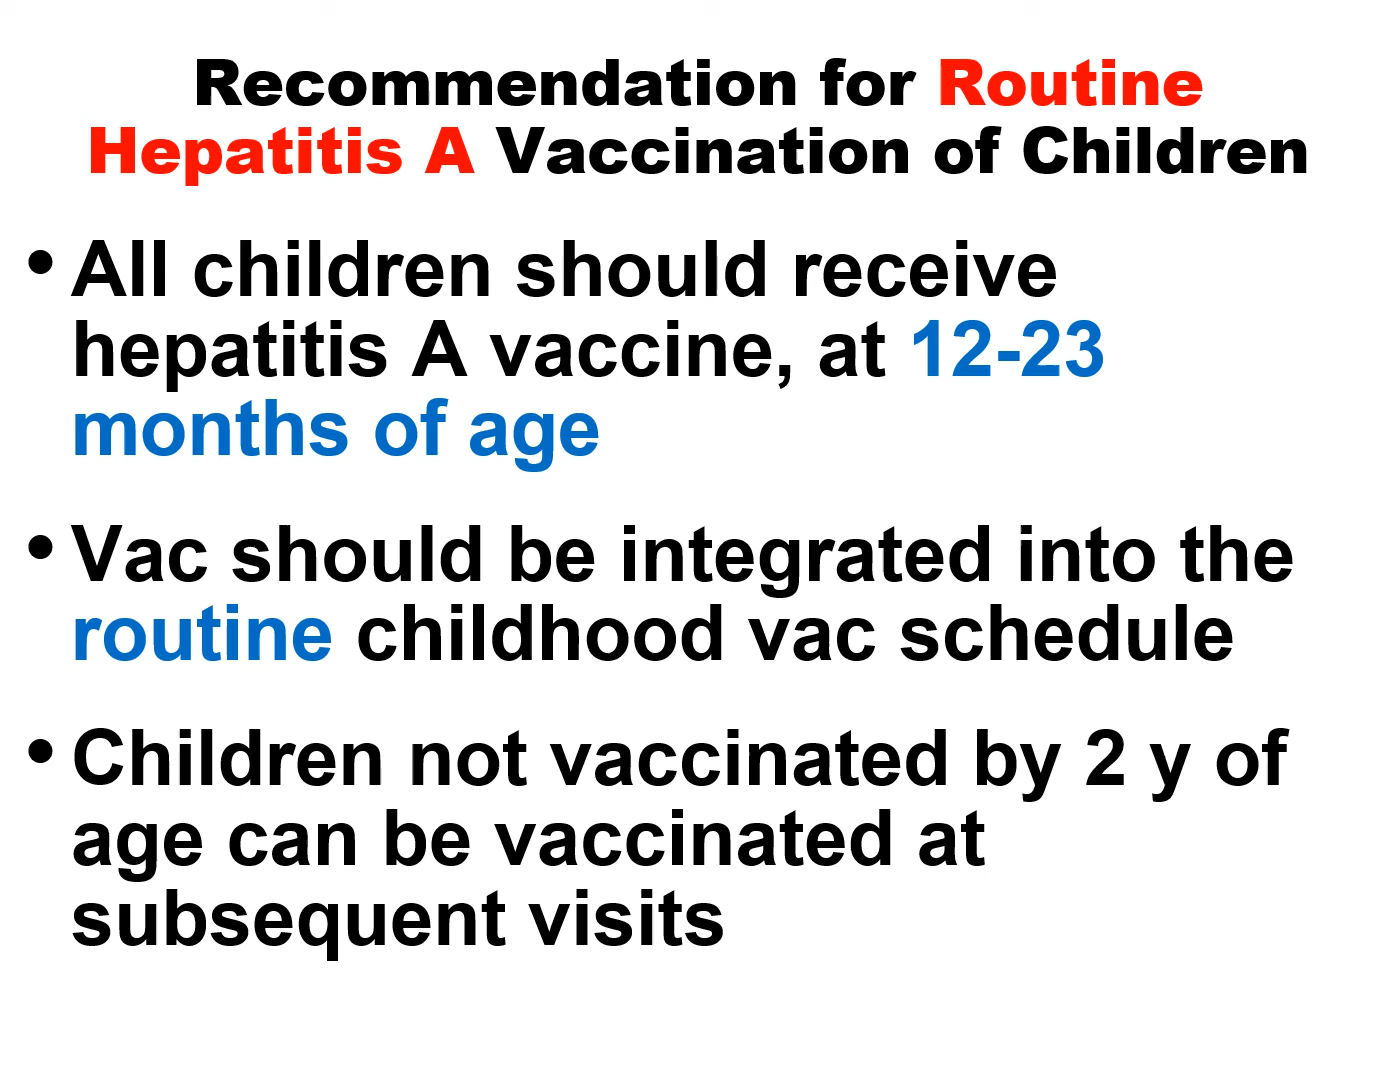 Recommendation for Routine
Hepatitis A Vaccination of Children
• All children should receive
hepatitis A vaccine, at 12-23
months of age
• Vac should be integrated into the
routine childhood vac schedule
• Children not vaccinated by 2 y of
age can be vaccinated at
subsequent visits